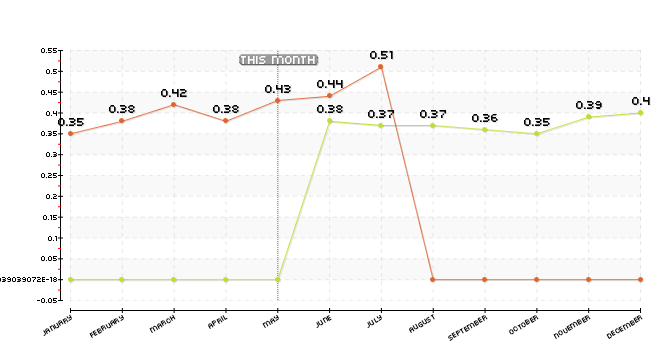 0.55
THIS MONTH
0.51
0.5
0.45
0.44
0.43
0.42
0.4
0.4
0.39
0.38
0.38
0.38
0.37
0.37
0.36
0.35
0.35
0.35
0.3
0.25
0.2
0.15
0.1
0.05
039039072E-18
-0.05
JANUARY
FEBRUARY
MARCH
APRIL
MAY
JUNE
JULY
AUGUST
SEPTEMBER
OCTOBER
NOVEMBER
DECEMBER